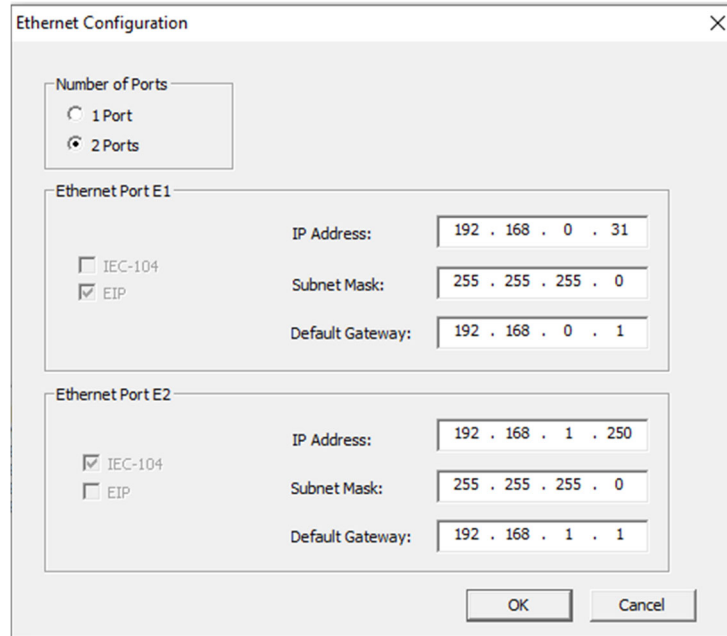 Ethernet Configuration
Number of Ports
1 Port
2 Ports
Ethernet Port E1
IP Address: 192 . 168 . 0 . 31
IEC-104
Subnet Mask: 255 . 255 . 255 . 0
EIP
Default Gateway: 192 . 168 . 0 . 1
Ethernet Port E2
IP Address: 192 . 168 . 1 . 250
IEC-104
Subnet Mask: 255 . 255 . 255 . 0
EIP
Default Gateway: 192 . 168 . 1 . 1
OK Cancel